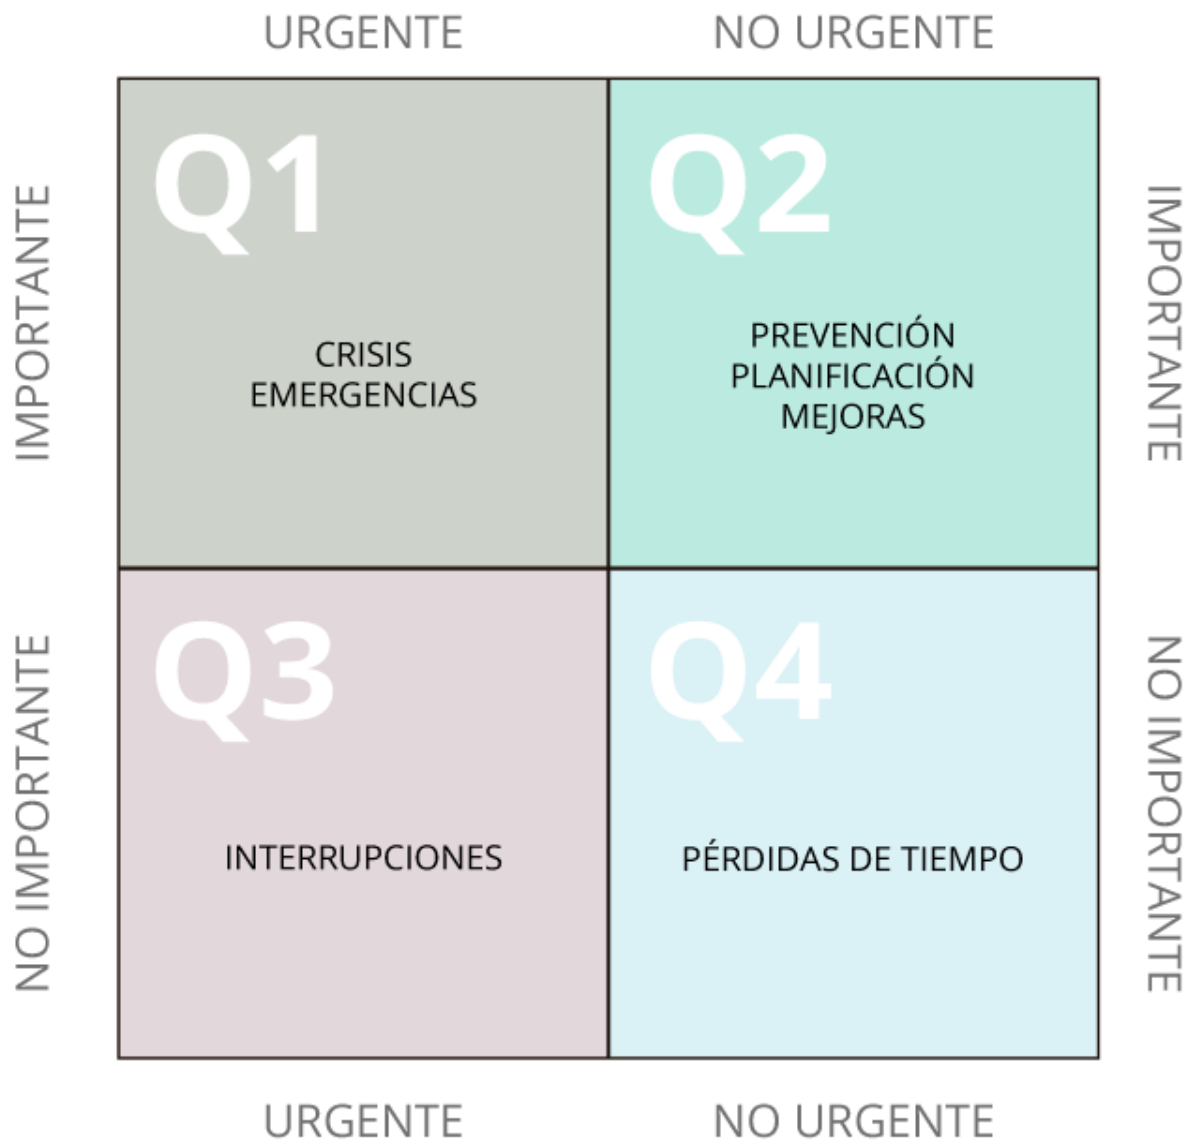 URGENTE
NO URGENTE
IMPORTANTE
Q1
CRISIS
EMERGENCIAS
Q2
PREVENCIÓN
PLANIFICACIÓN
MEJORAS
IMPORTANTE
NO IMPORTANTE
Q3
INTERRUPCIONES
Q4
PÉRDIDAS DE TIEMPO
NO IMPORTANTE
URGENTE
NO URGENTE